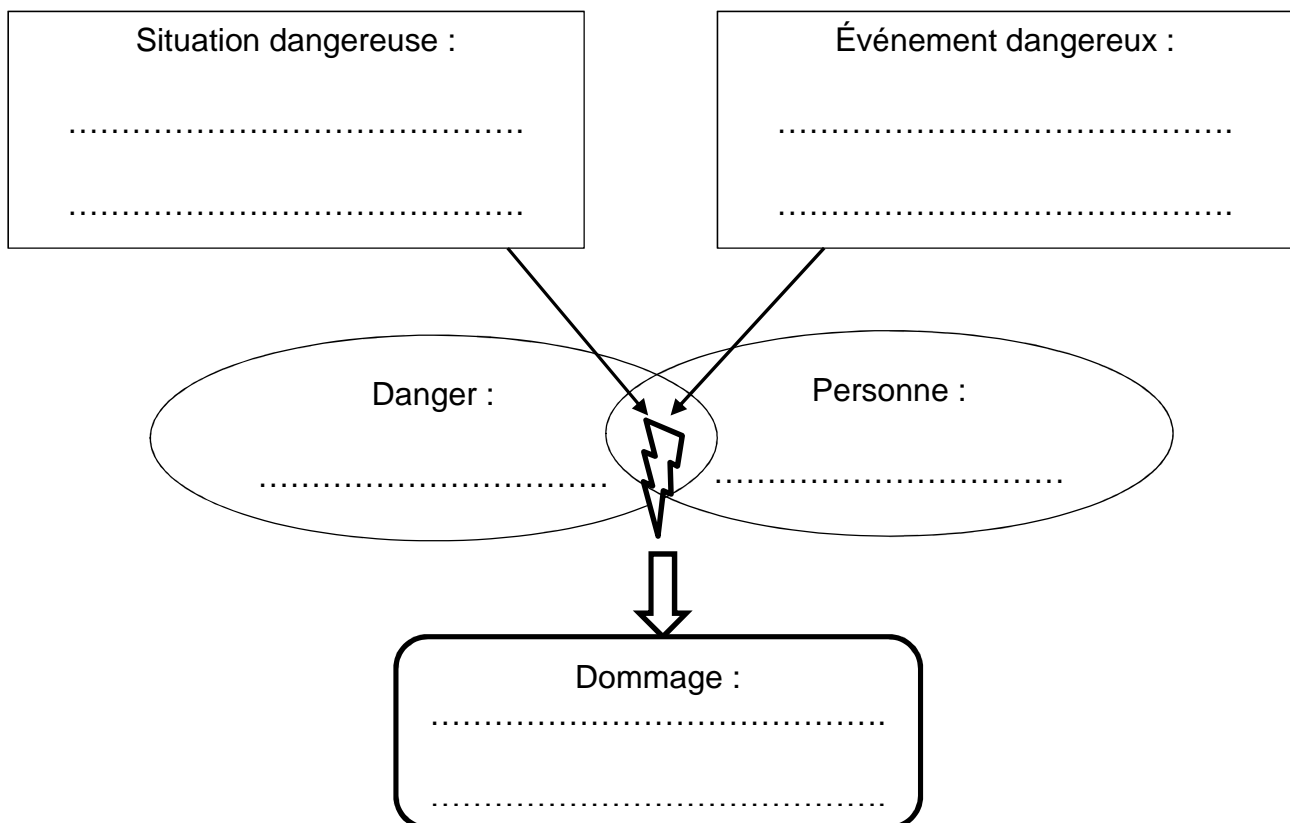 Situation dangereuse :
…………………………………….
…………………………………….
Événement dangereux :
…………………………………….
…………………………………….
Danger :
……………………………
Personne :
……………………………
Dommage :
…………………………………….
…………………………………….